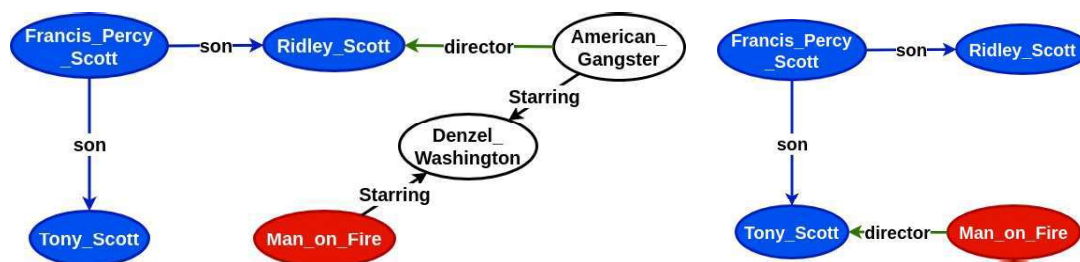 Francis_Percy
_Scott
son
Ridley_Scott
director
American_
Gangster
Starring
Denzel_
Washington
son
Starring
Tony_Scott
Man_on_Fire
Francis_Percy
_Scott
son
Ridley_Scott
son
Tony_Scott
director
Man_on_Fire